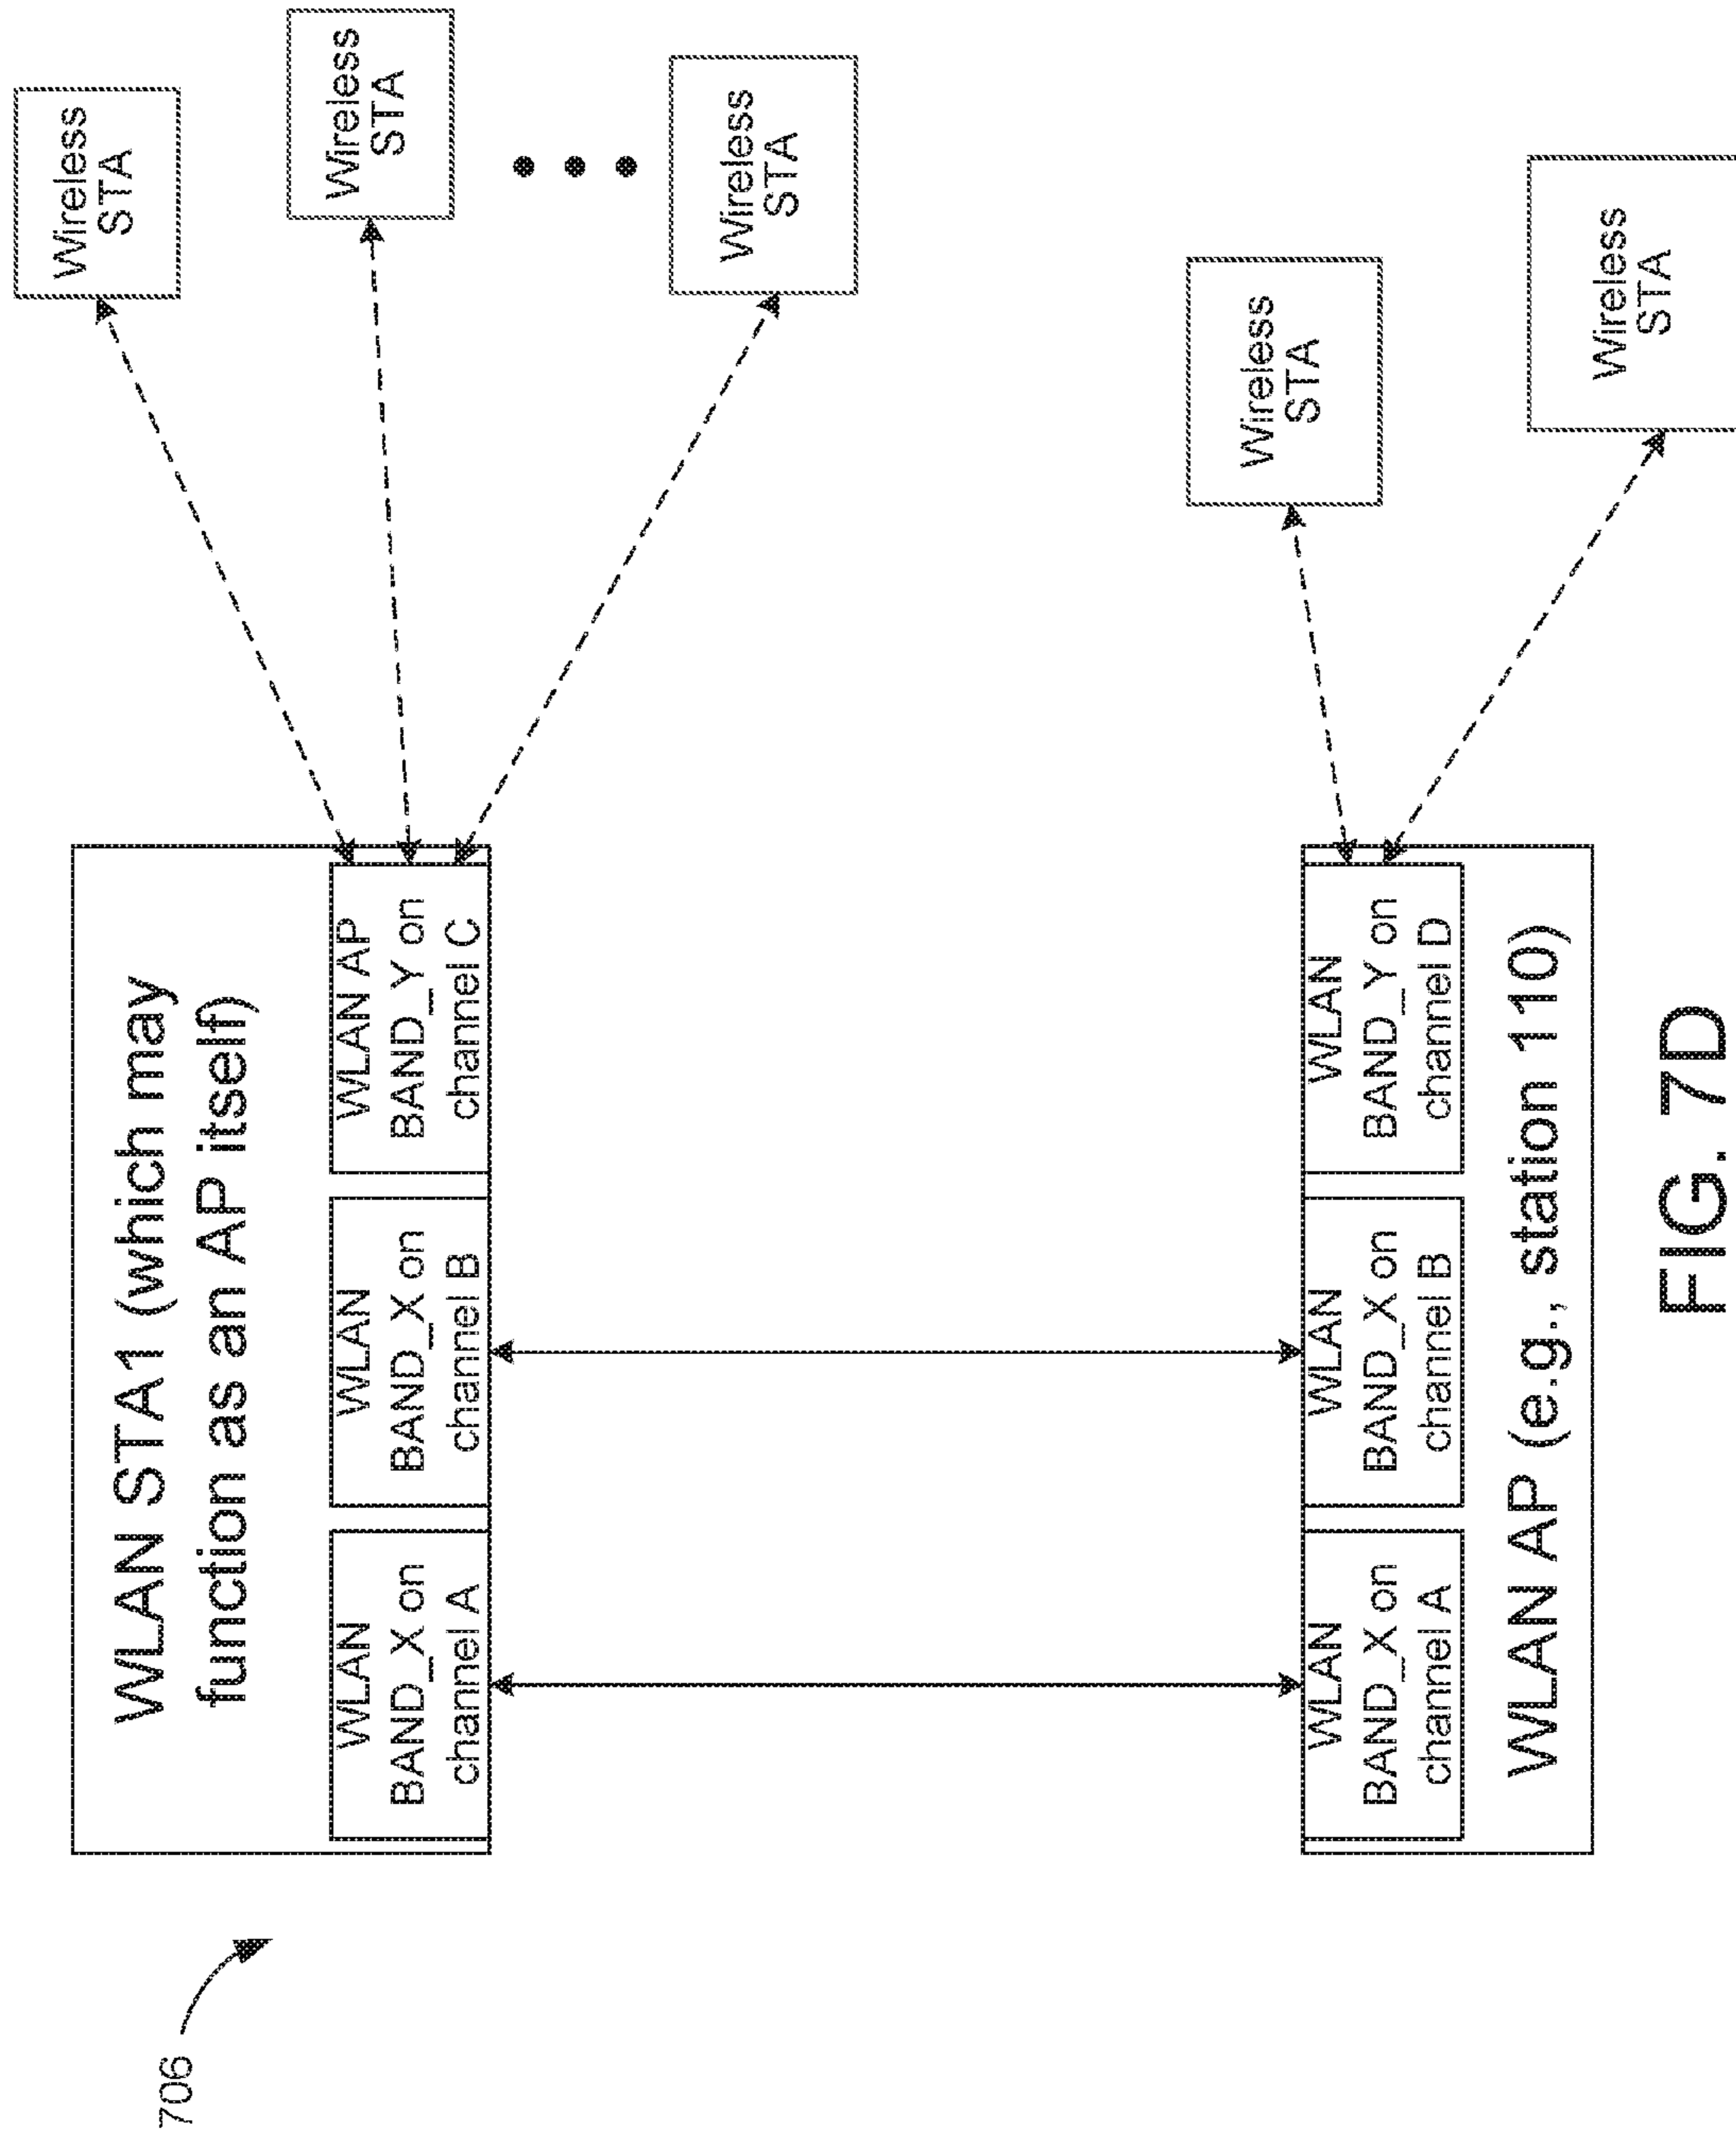 706
WLAN STA1 (which may
function as an AP itself)
WLAN
BAND_X on
channel A
WLAN
BAND_X on
channel B
WLAN AP
BAND_Y on
channel C
Wireless
STA
Wireless
STA
Wireless
STA
WLAN
BAND_X on
channel A
WLAN
BAND_X on
channel B
WLAN
BAND_Y on
channel D
WLAN AP (e.g., station 110)
Wireless
STA
Wireless
STA
FIG. 7D